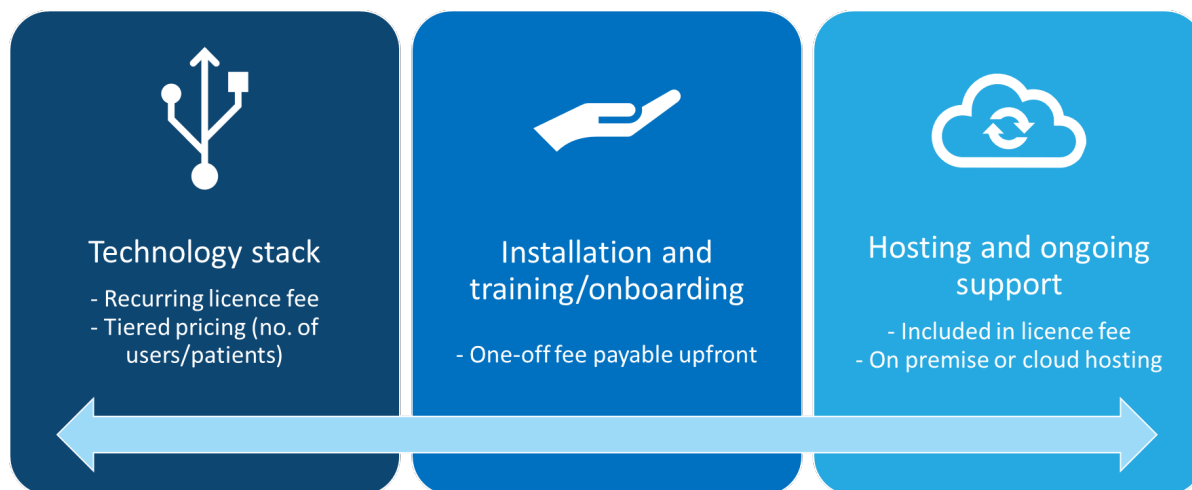 Technology stack
- Recurring licence fee
- Tiered pricing (no. of
users/patients)
Installation and
training/onboarding
- One-off fee payable upfront
Hosting and ongoing
support
- Included in licence fee
- On premise or cloud hosting